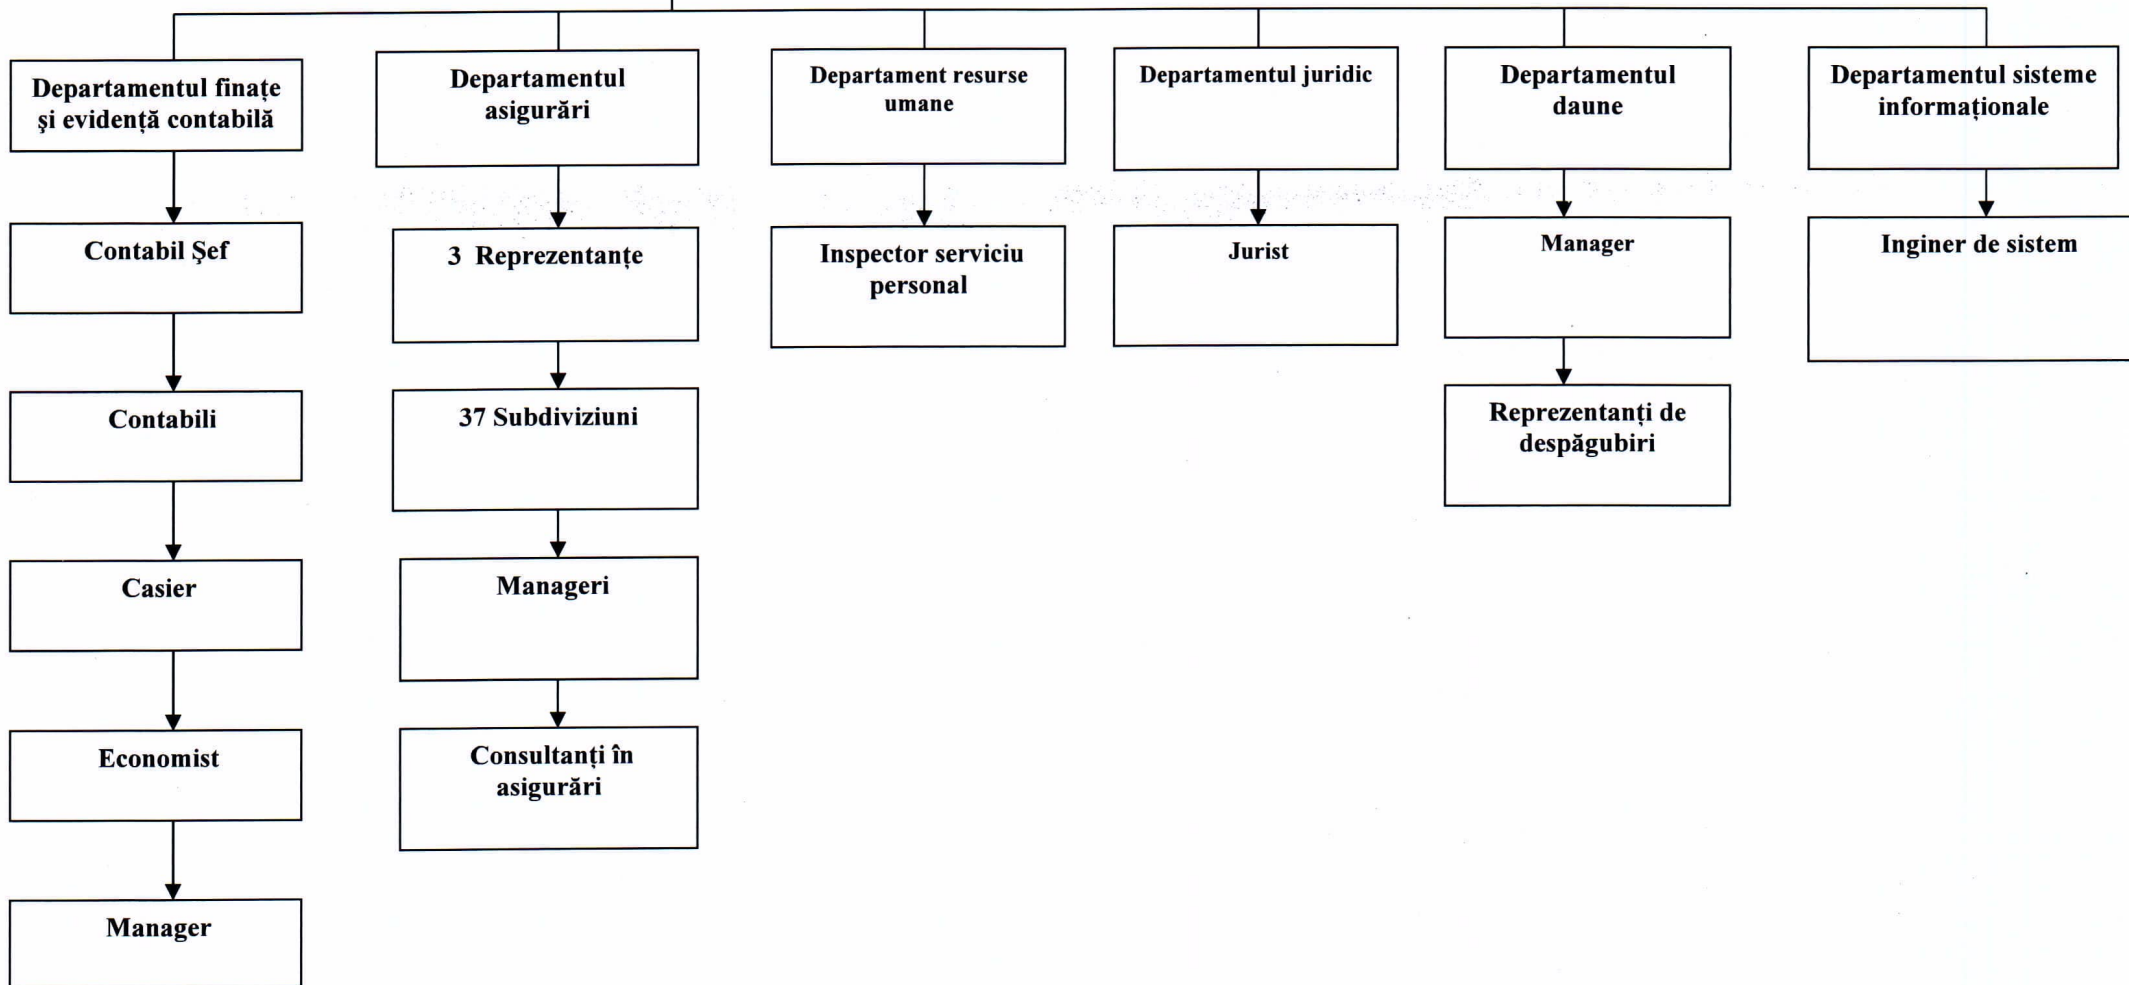 Departamentul finațe
și evidență contabilă
Departamentul
asigurări
Departament resurse
umane
Departamentul juridic
Departamentul
daune
Departamentul sisteme
informaționale
Contabil Şef
3 Reprezentanțe
Inspector serviciu
personal
Jurist
Manager
Inginer de sistem
Contabili
37 Subdiviziuni
Reprezentanți de
despăgubiri
Casier
Manageri
Economist
Consultanți în
asigurări
Manager